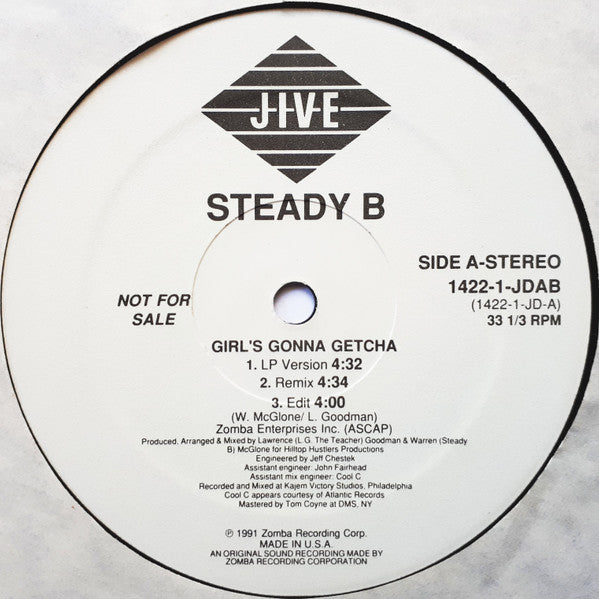 JIVE
STEADY B
SIDE A-STEREO
1422-1-JDAB
(1422-1-JD-A)
33 1/3 RPM
NOT FOR
SALE
GIRL'S GONNA GETCHA
1. LP Version 4:32
2. Remix 4:34
3. Edit 4:00
(W. McGlone/ L. Goodman)
Zomba Enterprises Inc. (ASCAP)
Produced, Arranged & Mixed by Lawrence (L.G. The Teacher) Goodman & Warren (Steady
B) McGlone for Hilltop Hustlers Productions
Engineered by Jeff Chestek
Assistant engineer: John Fairhead
Assistant mix engineer: Cool C
Recorded and Mixed at Kajem Victory Studios, Philadelphia
Cool C appears courtesy of Atlantic Records
Mastered by Tom Coyne at DMS, NY
℗ 1991 Zomba Recording Corp.
MADE IN U.S.A.
AN ORIGINAL SOUND RECORDING MADE BY
ZOMBA RECORDING CORPORATION